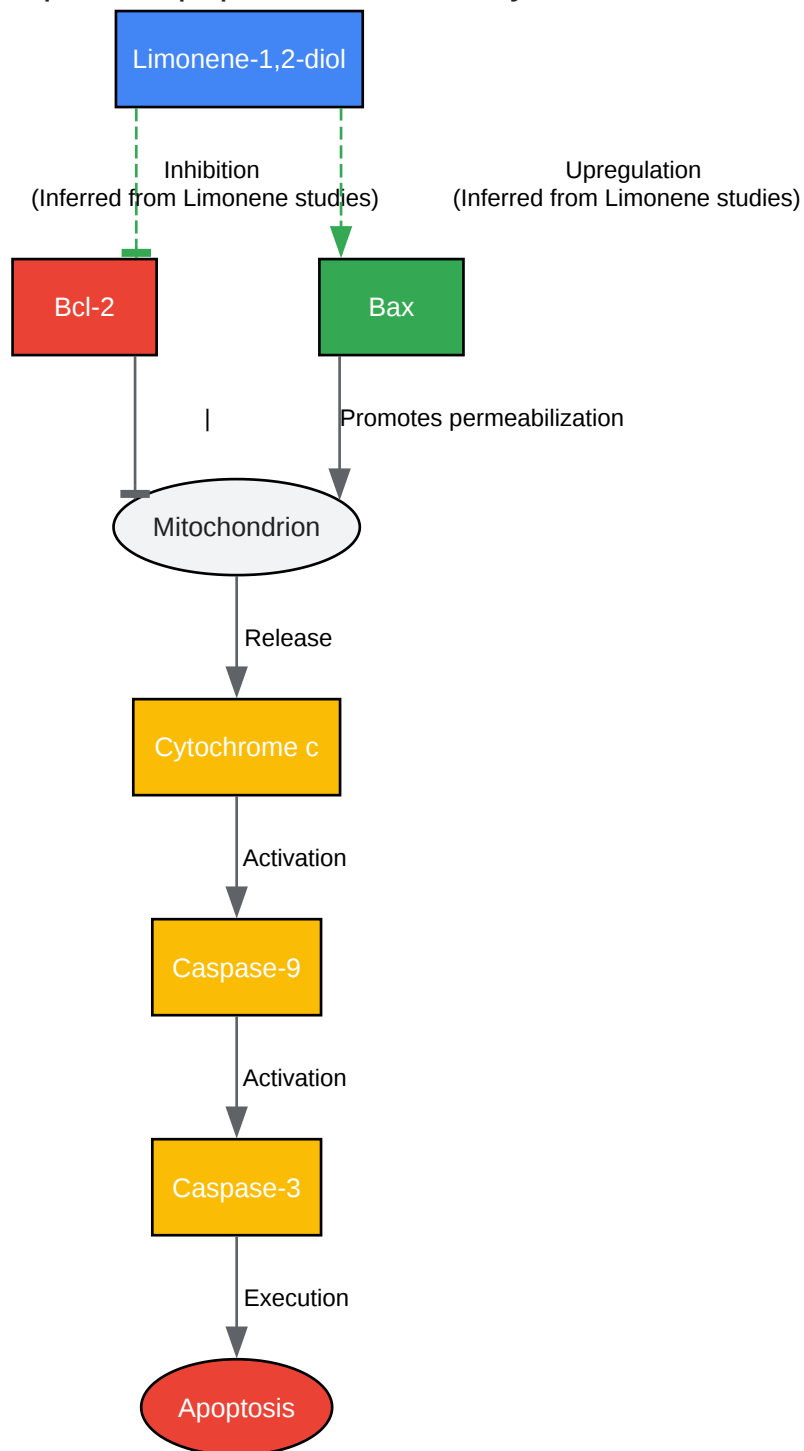 Limonene-1,2-diol
Inhibition
(Inferred from Limonene studies)
Upregulation
(Inferred from Limonene studies)
Bcl-2
Bax
|
Promotes permeabilization
Mitochondrion
Release
Cytochrome c
Activation
Caspase-9
Activation
Caspase-3
Execution
Apoptosis